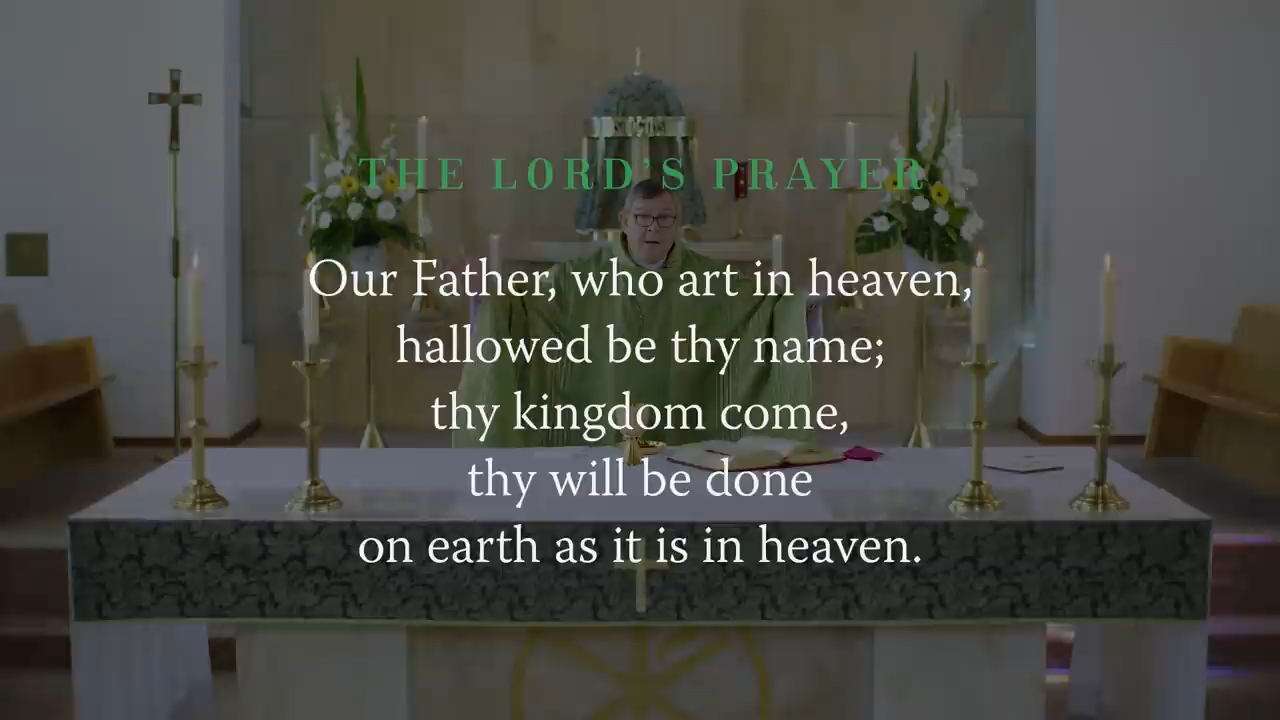 THE LORD'S PRAYER
Our Father, who art in heaven,
hallowed be thy name;
thy kingdom come,
thy will be done
on earth as it is in heaven.